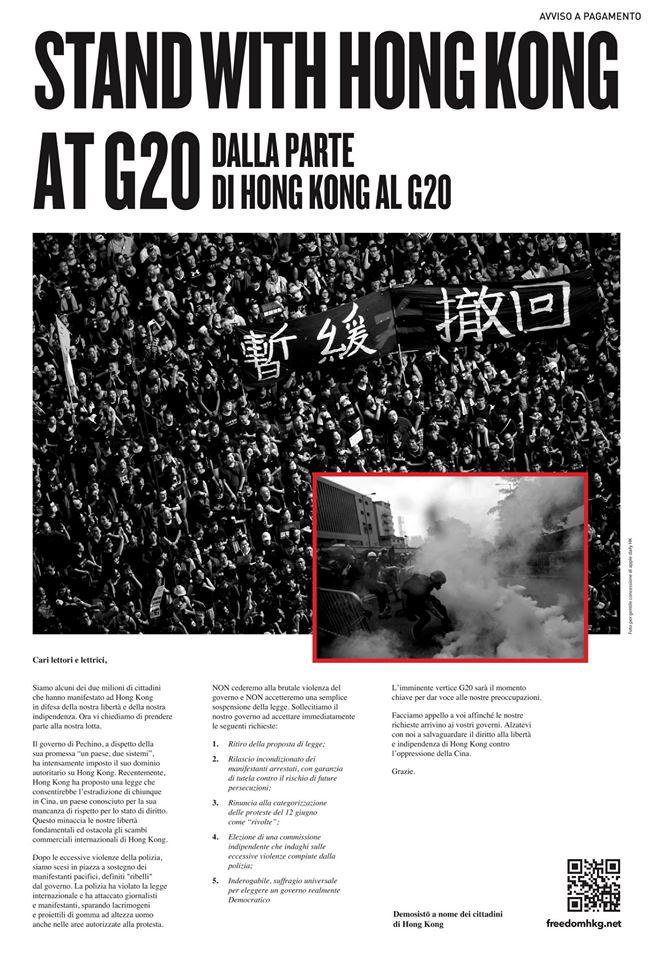 AVVISO A PAGAMENTO
STAND WITH HONG KONG
AT G20 DALLA PARTE
DI HONG KONG AL G20
暫緩 撤回
Foto per gentile concessione di apple daily HK
Cari lettori e lettrici,
Siamo alcuni dei due milioni di cittadini
che hanno manifestato ad Hong Kong
in difesa della nostra libertà e della nostra
indipendenza. Ora vi chiediamo di prendere
parte alla nostra lotta.
Il governo di Pechino, a dispetto della
sua promessa “un paese, due sistemi”,
ha intensamente imposto il suo dominio
autoritario su Hong Kong. Recentemente,
Hong Kong ha proposto una legge che
consentirebbe l’estradizione di chiunque
in Cina, un paese conosciuto per la sua
mancanza di rispetto per lo stato di diritto.
Questo minaccia le nostre libertà
fondamentali ed ostacola gli scambi
commerciali internazionali di Hong Kong.
Dopo le eccessive violenze della polizia,
siamo scesi in piazza a sostegno dei
manifestanti pacifici, definiti "ribelli"
dal governo. La polizia ha violato la legge
internazionale e ha attaccato giornalisti
e manifestanti, sparando lacrimogeni
e proiettili di gomma ad altezza uomo
anche nelle aree autorizzate alla protesta.
NON cederemo alla brutale violenza del
governo e NON accetteremo una semplice
sospensione della legge. Sollecitiamo il
nostro governo ad accettare immediatamente
le seguenti richieste:
1. Ritiro della proposta di legge;
2. Rilascio incondizionato dei
manifestanti arrestati, con garanzia
di tutela contro il rischio di future
persecuzioni;
3. Rinuncia alla categorizzazione
delle proteste del 12 giugno
come “rivolte”;
4. Elezione di una commissione
indipendente che indaghi sulle
eccessive violenze compiute dalla
polizia;
5. Inderogabile, suffragio universale
per eleggere un governo realmente
Democratico
L’imminente vertice G20 sarà il momento
chiave per dar voce alle nostre preoccupazioni.
Facciamo appello a voi affinché le nostre
richieste arrivino ai vostri governi. Alzatevi
con noi a salvaguardare il diritto alla libertà
e indipendenza di Hong Kong contro
l’oppressione della Cina.
Grazie.
Demosistō a nome dei cittadini
di Hong Kong
freedomhkg.net